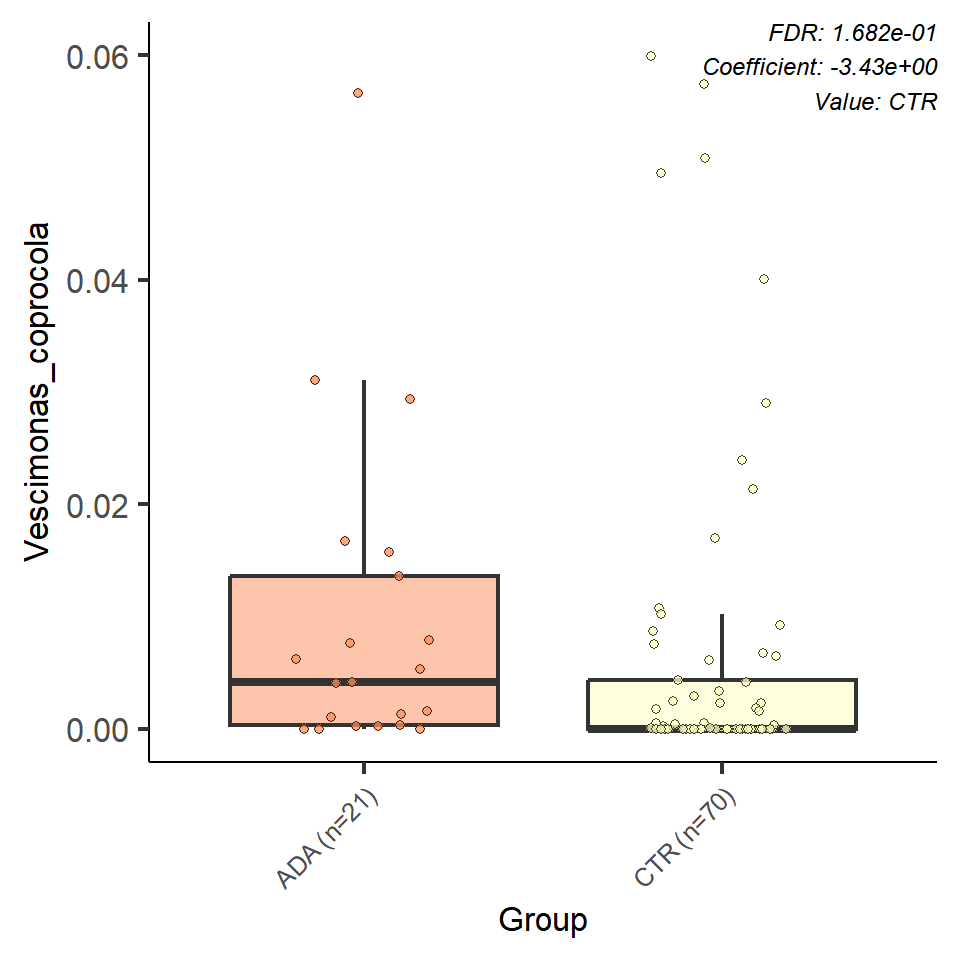 FDR: 1.682e-01
Coefficient: -3.43e+00
Value: CTR
0.06
0.04
0.02
0.00
Vescimonas_coprocola
ADA (n=21)
CTR (n=70)
Group